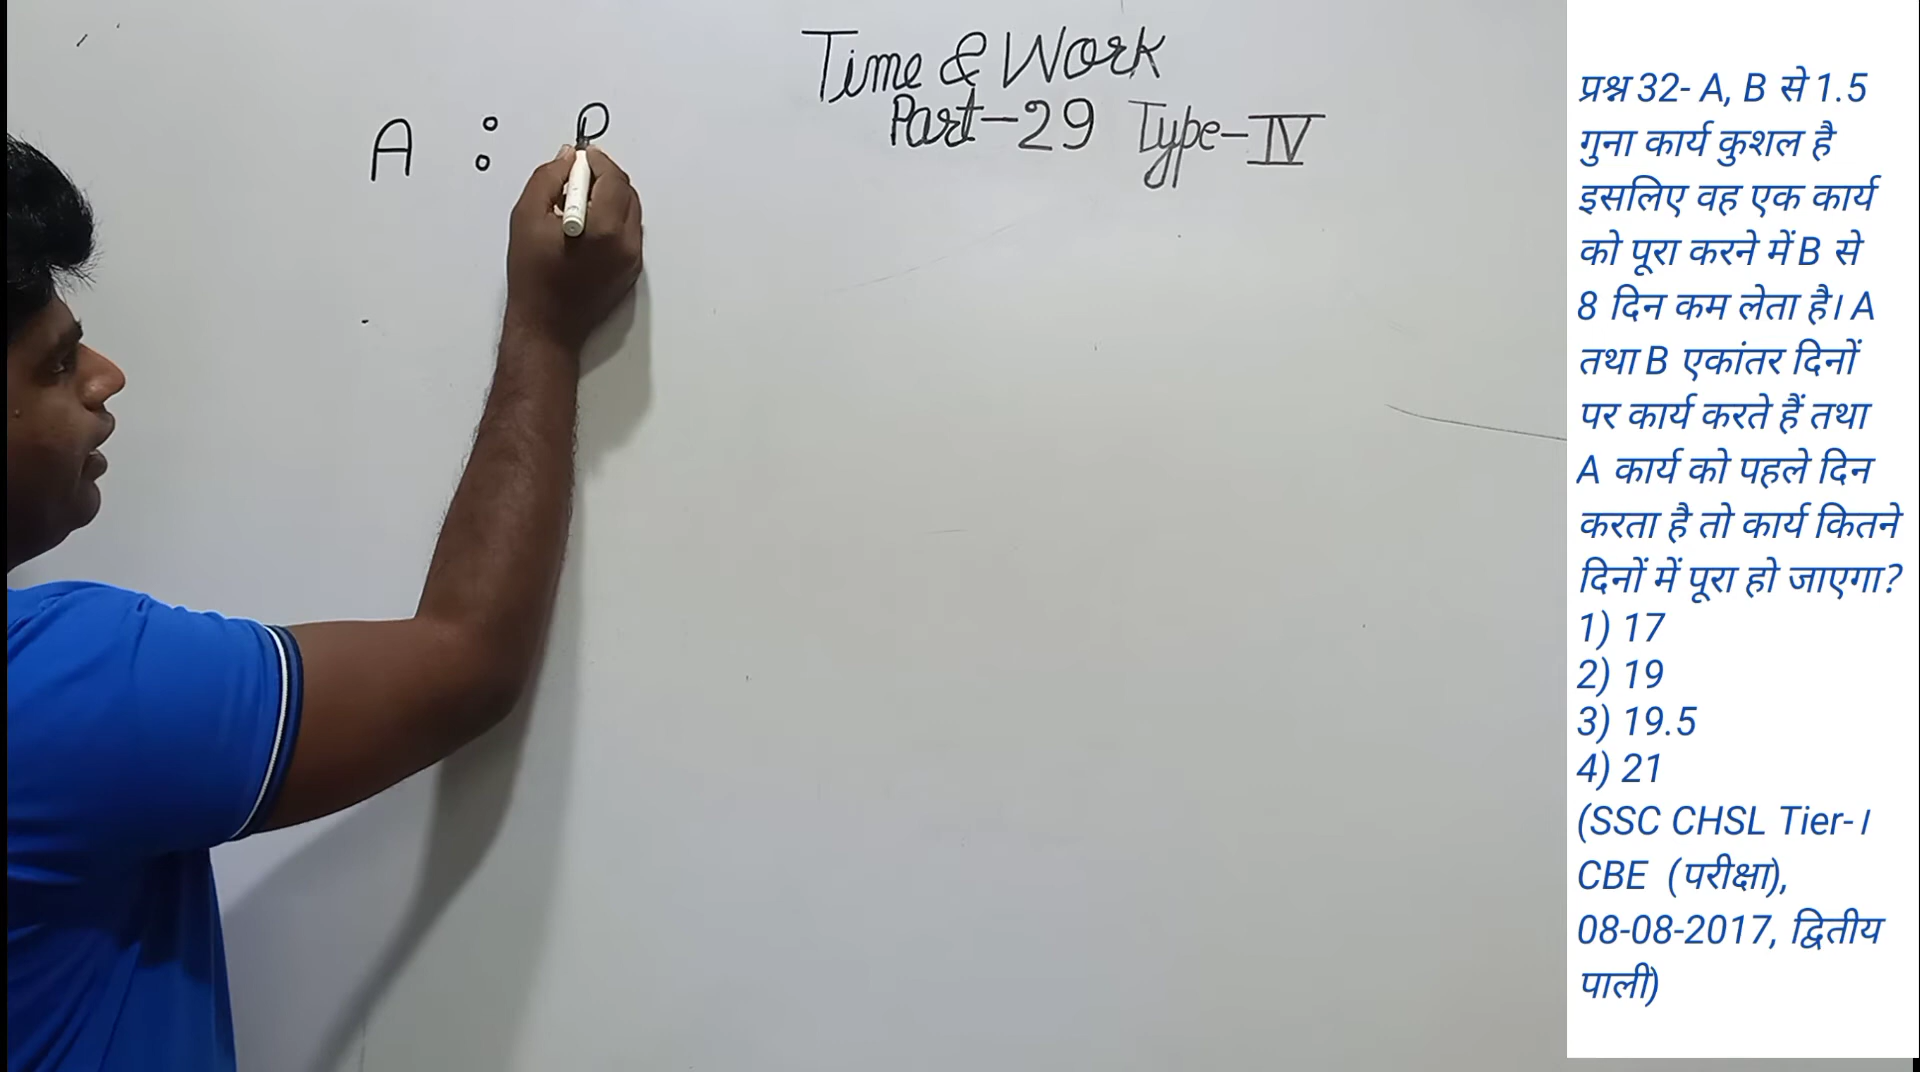 Time & Work
Part-29 Type-IV
A :
प्रश्न 32- A, B से 1.5
गुना कार्य कुशल है
इसलिए वह एक कार्य
को पूरा करने में B से
8 दिन कम लेता है। A
तथा B एकांतर दिनों
पर कार्य करते हैं तथा
A कार्य को पहले दिन
करता है तो कार्य कितने
दिनों में पूरा हो जाएगा?
1) 17
2) 19
3) 19.5
4) 21
(SSC CHSL Tier-।
CBE (परीक्षा),
08-08-2017, द्वितीय
पाली)